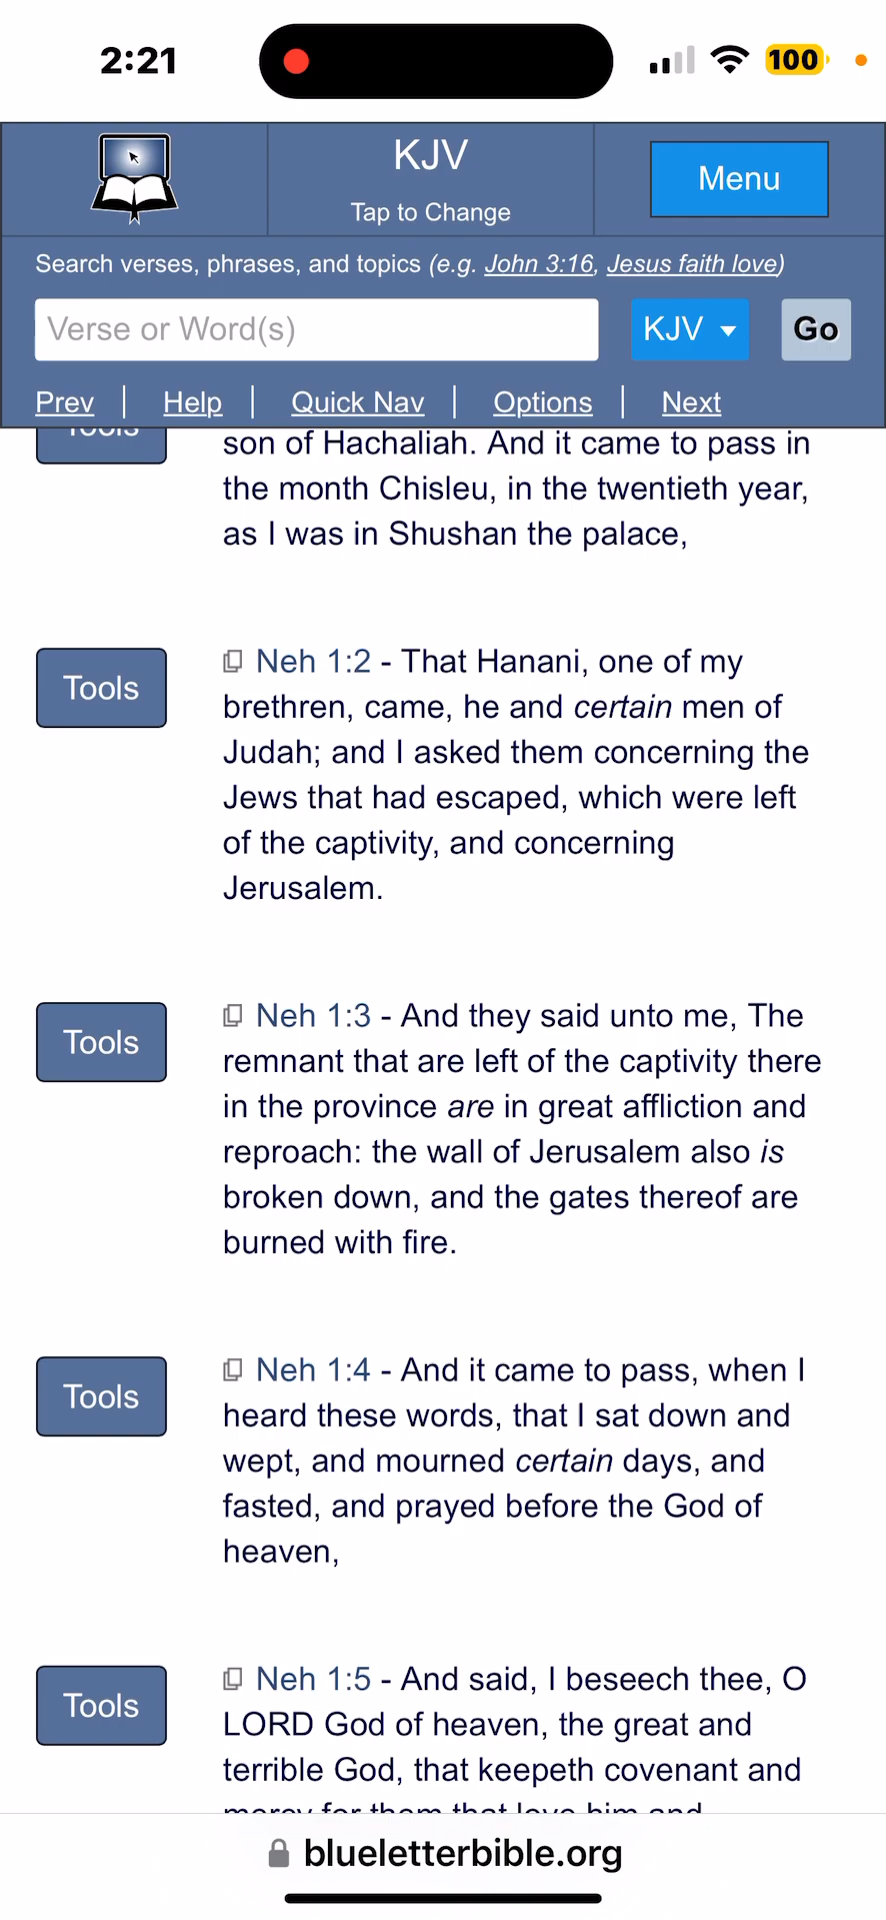 2:21
100
KJV
Tap to Change
Menu
Search verses, phrases, and topics (e.g. John 3:16, Jesus faith love)
Verse or Word(s)
KJV
Go
Prev | Help | Quick Nav | Options | Next
Tools
son of Hachaliah. And it came to pass in
the month Chisleu, in the twentieth year,
as I was in Shushan the palace,
Tools
Neh 1:2 - That Hanani, one of my
brethren, came, he and certain men of
Judah; and I asked them concerning the
Jews that had escaped, which were left
of the captivity, and concerning
Jerusalem.
Tools
Neh 1:3 - And they said unto me, The
remnant that are left of the captivity there
in the province are in great affliction and
reproach: the wall of Jerusalem also is
broken down, and the gates thereof are
burned with fire.
Tools
Neh 1:4 - And it came to pass, when I
heard these words, that I sat down and
wept, and mourned certain days, and
fasted, and prayed before the God of
heaven,
Tools
Neh 1:5 - And said, I beseech thee, O
LORD God of heaven, the great and
terrible God, that keepeth covenant and
mercy for them that love him and
blueletterbible.org